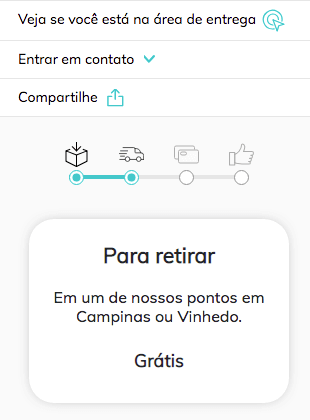 Veja se você está na área de entrega
Entrar em contato
Compartilhe
Para retirar
Em um de nossos pontos em
Campinas ou Vinhedo.
Grátis